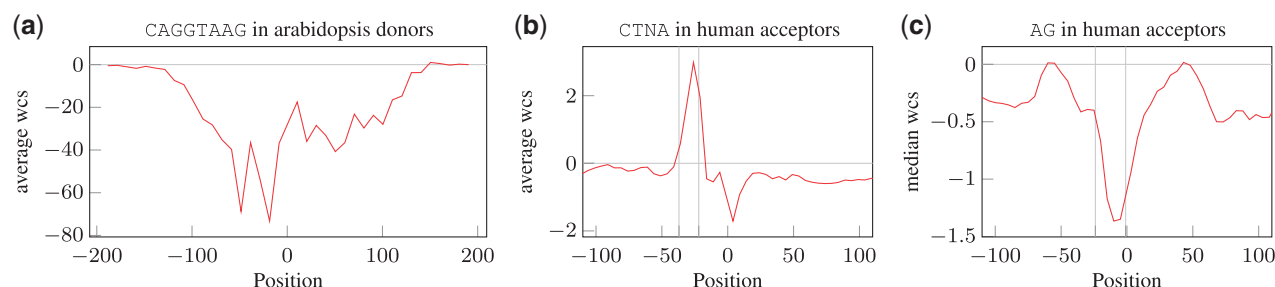 (a)
CAGGTAAG in arabidopsis donors
average wcs
0
−20
−40
−60
−80
−200
−100
0
100
200
Position
(b)
CTNA in human acceptors
average wcs
2
0
−2
−100
−50
0
50
100
Position
(c)
AG in human acceptors
median wcs
0
−0.5
−1
−1.5
−100
−50
0
50
100
Position